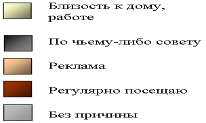 Близость к дому,
работе
По чьему-либо совету
Реклама
Регулярно посещаю
Без причины